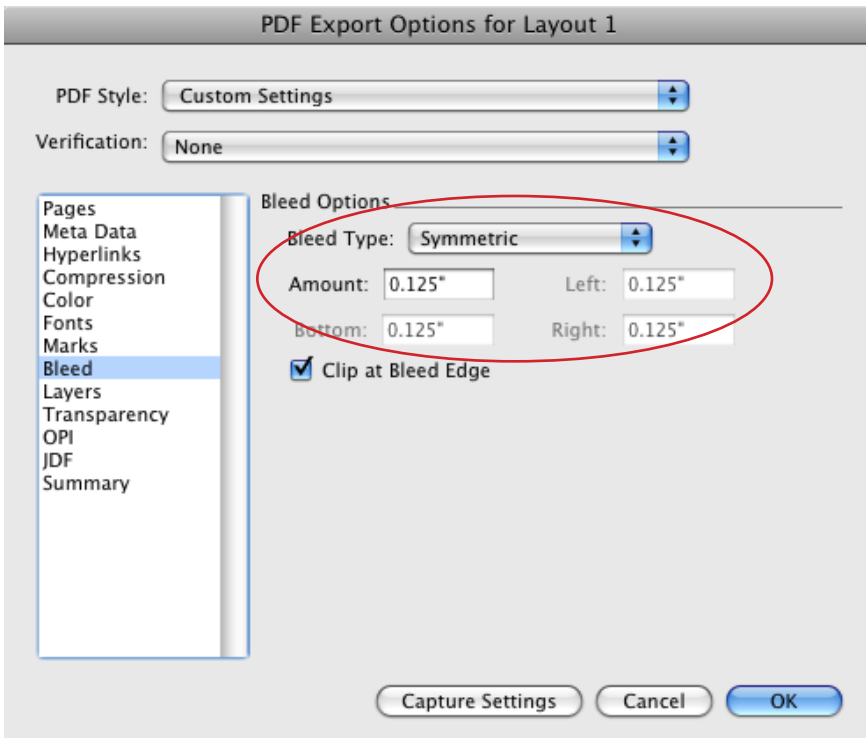 PDF Export Options for Layout 1
PDF Style: Custom Settings
Verification: None
Pages
Meta Data
Hyperlinks
Compression
Color
Fonts
Marks
Bleed
Layers
Transparency
OPI
JDF
Summary
Bleed Options
Bleed Type: Symmetric
Amount: 0.125" Left: 0.125"
Bottom: 0.125" Right: 0.125"
Clip at Bleed Edge
Capture Settings Cancel OK